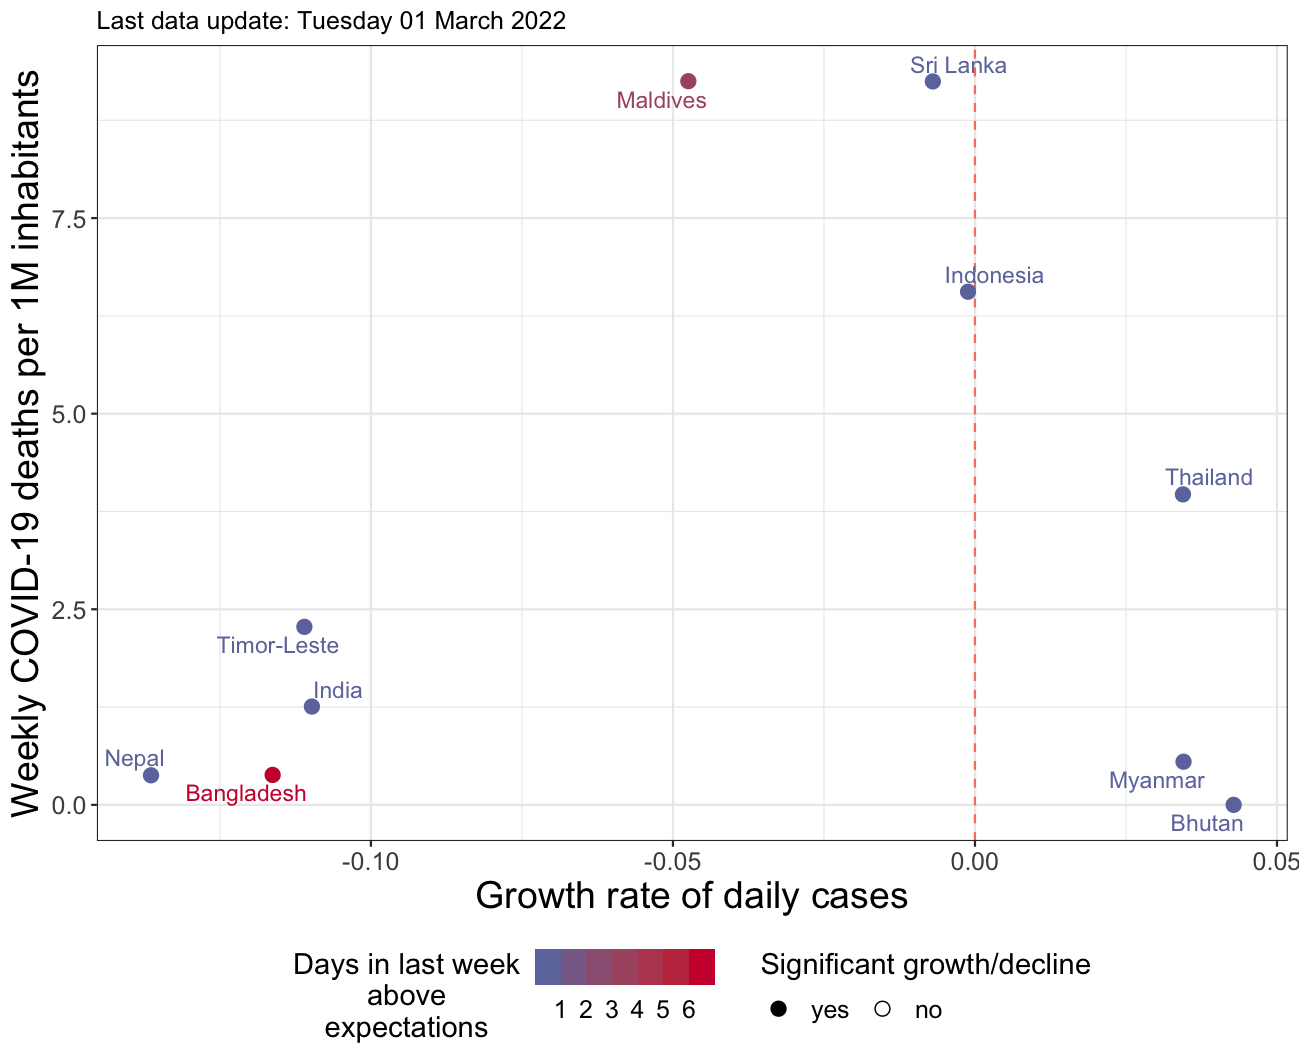 Last data update: Tuesday 01 March 2022
Weekly COVID-19 deaths per 1M inhabitants
7.5
5.0
2.5
0.0
Sri Lanka
Maldives
Indonesia
Thailand
Timor-Leste
India
Nepal
Bangladesh
Myanmar
Bhutan
-0.10
-0.05
0.00
0.05
Growth rate of daily cases
Days in last week
above
expectations
1 2 3 4 5 6
Significant growth/decline
yes no